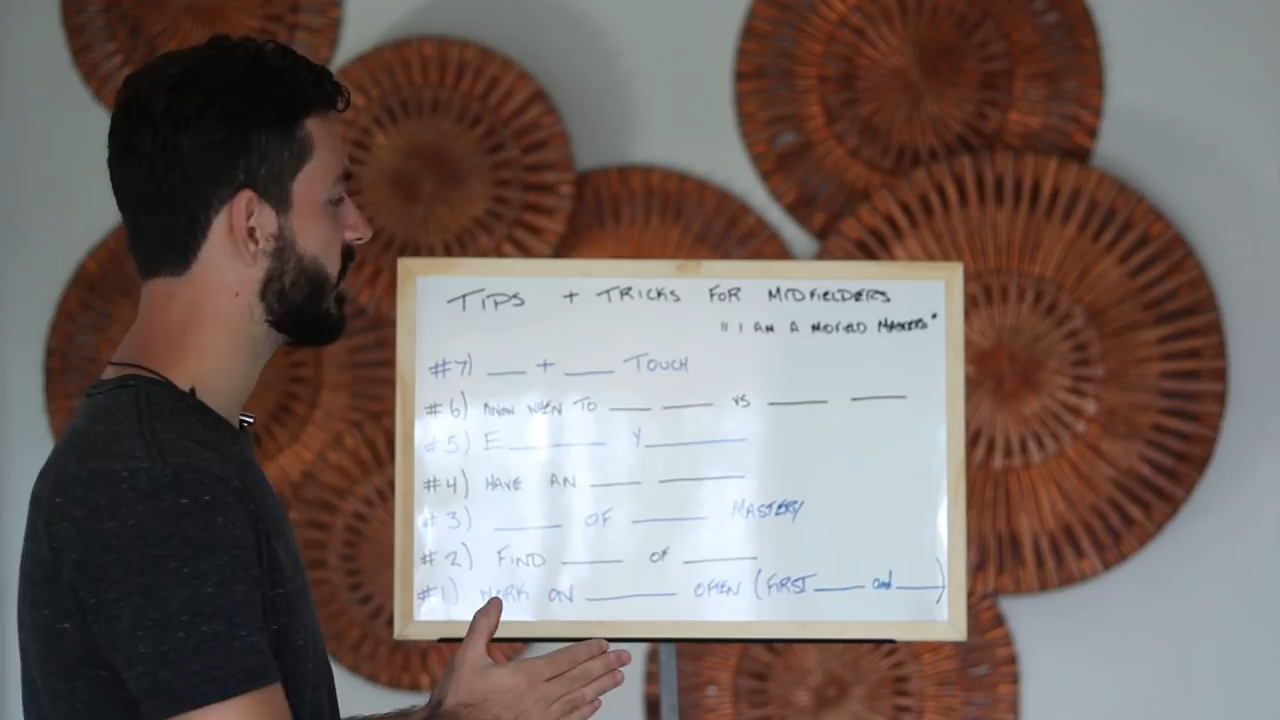 TIPS + TRICKS FOR MIDFIELDERS
"I AM A MIDFIELD MAESTRO"
#7) ___ + ___ TOUCH
#6) KNOW WHEN TO ___ ___ vs ___ ___
#5) E___ Y___
#4) HAVE AN ___ ___
#3) ___ OF ___ MASTERY
#2) FIND ___ OF ___
#1) WORK ON ___ OFTEN (FIRST ___ and ___)